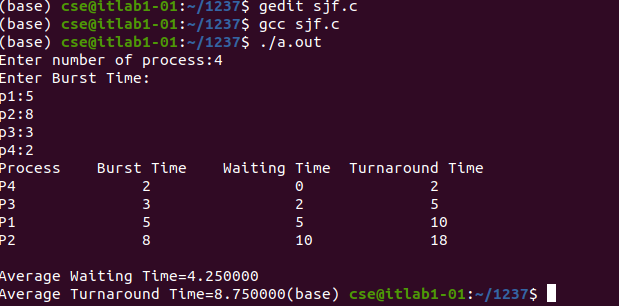 (base) cse@itlab1-01:~/1237$ gedit sjf.c
(base) cse@itlab1-01:~/1237$ gcc sjf.c
(base) cse@itlab1-01:~/1237$ ./a.out
Enter number of process:4
Enter Burst Time:
p1:5
p2:8
p3:3
p4:2
Process Burst Time Waiting Time Turnaround Time
P4 2 0 2
P3 3 2 5
P1 5 5 10
P2 8 10 18
Average Waiting Time=4.250000
Average Turnaround Time=8.750000(base) cse@itlab1-01:~/1237$